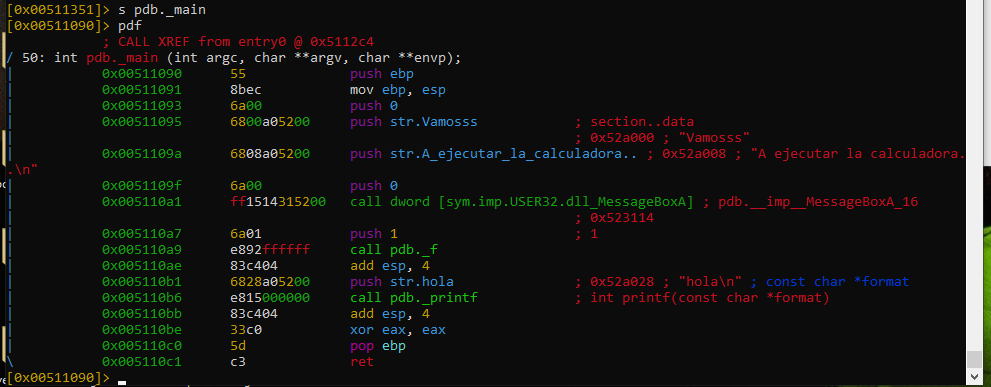 [0x00511351]> s pdb._main
[0x00511090]> pdf
; CALL XREF from entry0 @ 0x5112c4
/ 50: int pdb._main (int argc, char **argv, char **envp);
| 0x00511090 55 push ebp
| 0x00511091 8bec mov ebp, esp
| 0x00511093 6a00 push 0
| 0x00511095 6800a05200 push str.Vamosss ; section..data
| ; 0x52a000 ; "Vamosss"
| 0x0051109a 6808a05200 push str.A_ejecutar_la_calculadora.. ; 0x52a008 ; "A ejecutar la calculadora.
.\n"
| 0x0051109f 6a00 push 0
| 0x005110a1 ff1514315200 call dword [sym.imp.USER32.dll_MessageBoxA] ; pdb.__imp__MessageBoxA_16
| ; 0x523114
| 0x005110a7 6a01 push 1 ; 1
| 0x005110a9 e892ffffff call pdb._f
| 0x005110ae 83c404 add esp, 4
| 0x005110b1 6828a05200 push str.hola ; 0x52a028 ; "hola\n" ; const char *format
| 0x005110b6 e815000000 call pdb._printf ; int printf(const char *format)
| 0x005110bb 83c404 add esp, 4
| 0x005110be 33c0 xor eax, eax
| 0x005110c0 5d pop ebp
\ 0x005110c1 c3 ret
[0x00511090]>